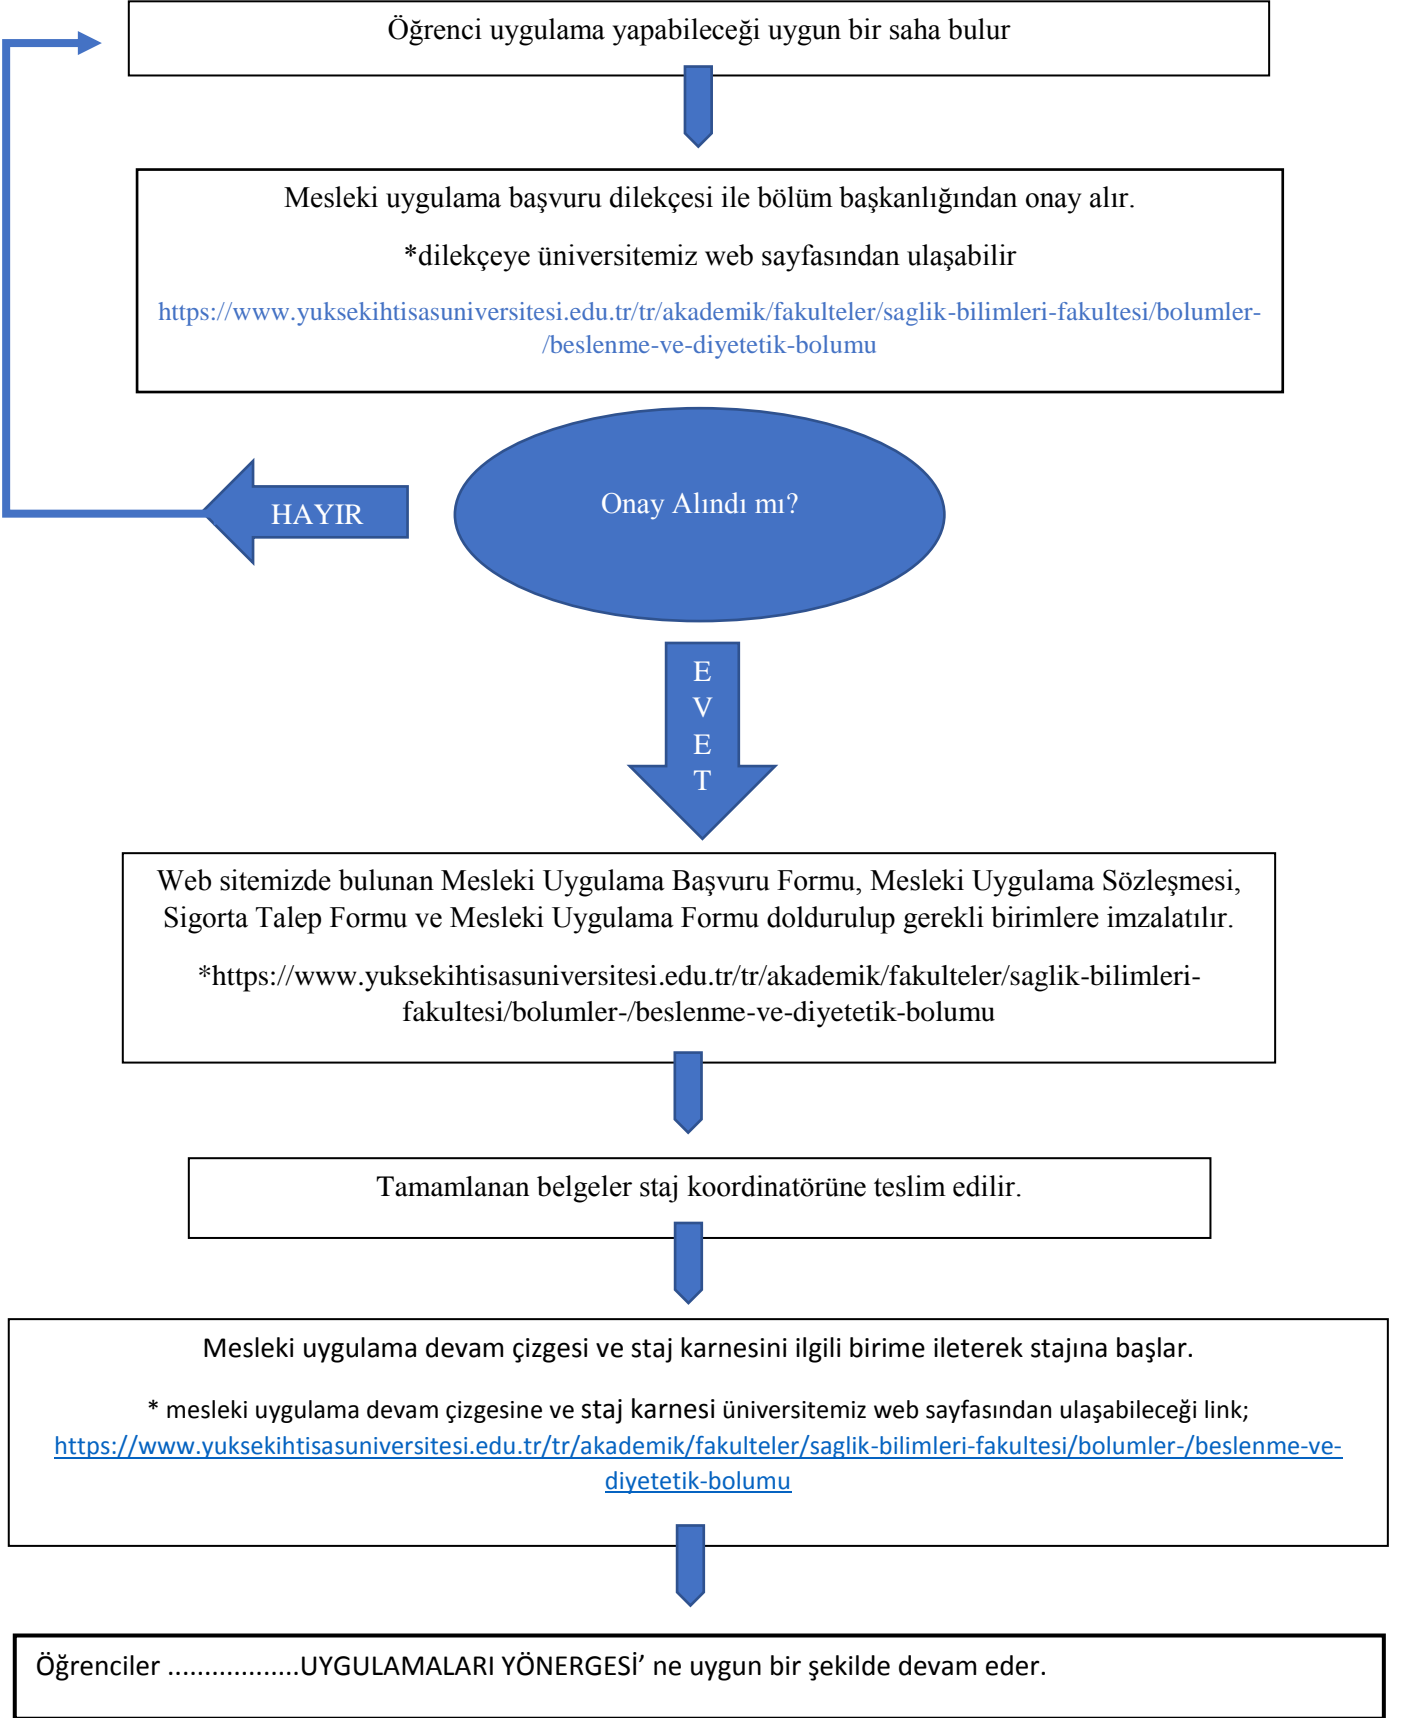 Öğrenci uygulama yapabileceği uygun bir saha bulur
Mesleki uygulama başvuru dilekçesi ile bölüm başkanlığından onay alır.
*dilekçeye üniversitemiz web sayfasından ulaşabilir
https://www.yuksekihtisasuniversitesi.edu.tr/tr/akademik/fakulteler/saglik-bilimleri-fakultesi/bolumler-
/beslenme-ve-diyetetik-bolumu
Onay Alındı mı?
HAYIR
E
V
E
T
Web sitemizde bulunan Mesleki Uygulama Başvuru Formu, Mesleki Uygulama Sözleşmesi,
Sigorta Talep Formu ve Mesleki Uygulama Formu doldurulup gerekli birimlere imzalatılır.
*https://www.yuksekihtisasuniversitesi.edu.tr/tr/akademik/fakulteler/saglik-bilimleri-
fakultesi/bolumler-/beslenme-ve-diyetetik-bolumu
Tamamlanan belgeler staj koordinatörüne teslim edilir.
Mesleki uygulama devam çizgesi ve staj karnesini ilgili birime ileterek stajına başlar.
* mesleki uygulama devam çizgesine ve staj karnesi üniversitemiz web sayfasından ulaşabileceği link;
https://www.yuksekihtisasuniversitesi.edu.tr/tr/akademik/fakulteler/saglik-bilimleri-fakultesi/bolumler-/beslenme-ve-
diyetetik-bolumu
Öğrenciler ..................UYGULAMALARI YÖNERGESİ’ ne uygun bir şekilde devam eder.